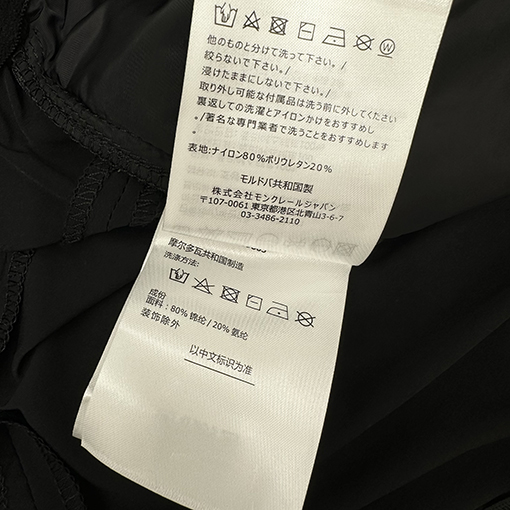 他のものと分けて洗って下さい。/
絞らないで下さい。/
浸けたままにしないで下さい。/
取り外し可能な付属品は洗う前に外してください
裏返しての洗濯とアイロンかけをおすすめし
/著名な専門業者で洗うことをおすすめします
*
表地:ナイロン80%ポリウレタン20%
モルドバ共和国製
株式会社モンクレールジャパン
〒107-0061 東京都港区北青山3-6-7
03-3486-2110
摩尔多瓦共和国制造
洗涤方法:
成份
面料: 80% 锦纶 / 20% 氨纶
装饰除外
以中文标识为准